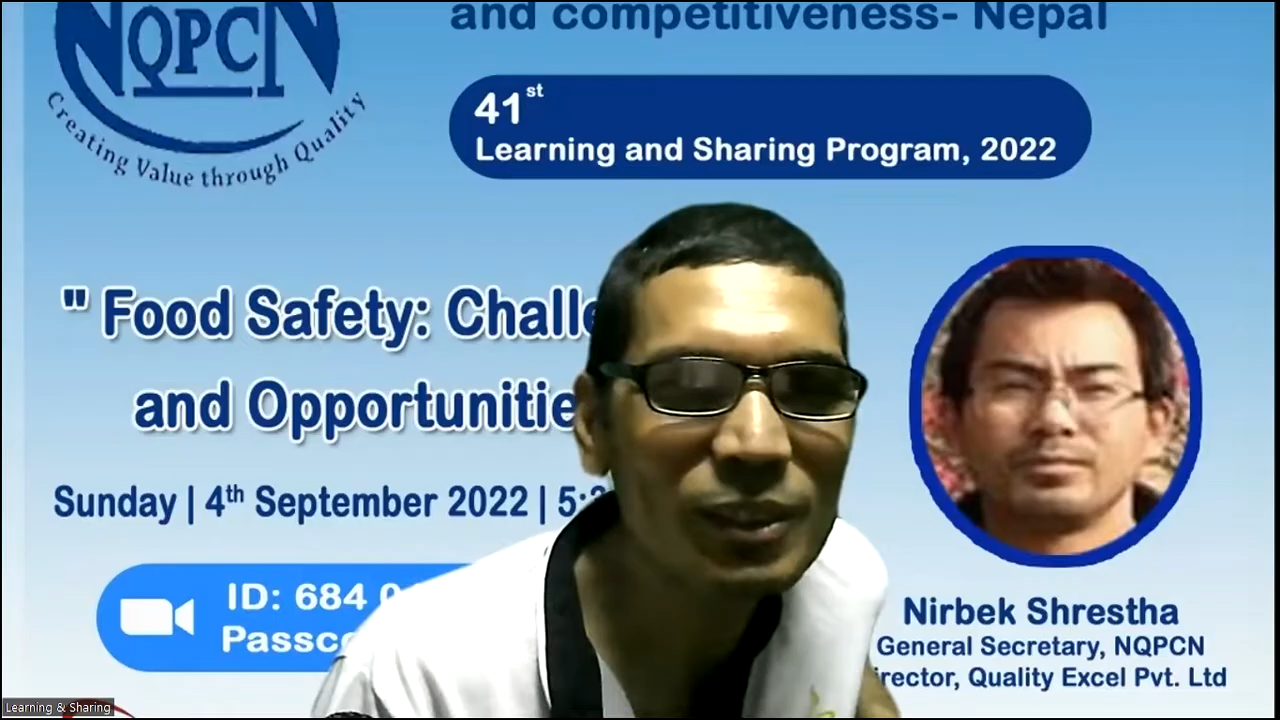 NQPCN
Creating Value through Quality
and competitiveness- Nepal
41st
Learning and Sharing Program, 2022
" Food Safety: Challe
and Opportunitie
Sunday | 4th September 2022 | 5:
ID: 684 0
Passco
Nirbek Shrestha
General Secretary, NQPCN
irector, Quality Excel Pvt. Ltd
Learning & Sharing